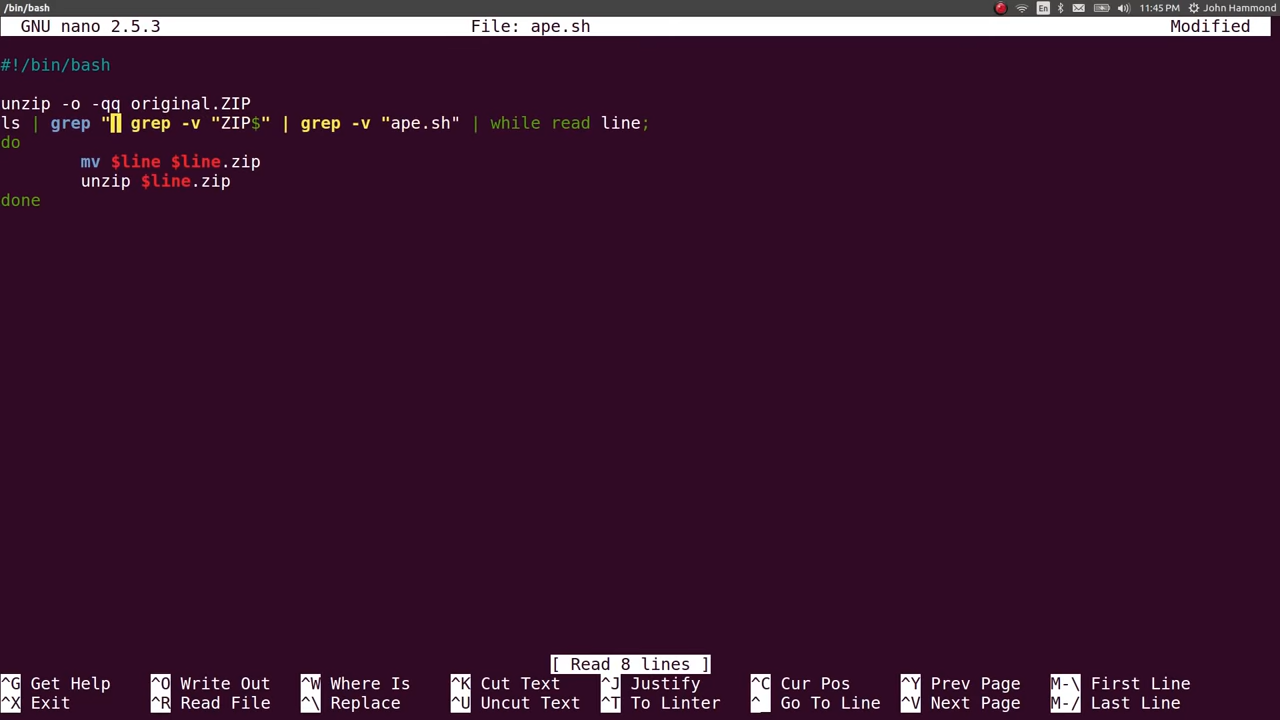 /bin/bash En 11:45 PM John Hammond
GNU nano 2.5.3 File: ape.sh Modified
#!/bin/bash
unzip -o -qq original.ZIP
ls | grep "| grep -v "ZIP$" | grep -v "ape.sh" | while read line;
do
mv $line $line.zip
unzip $line.zip
done
[ Read 8 lines ]
^G Get Help ^O Write Out ^W Where Is ^K Cut Text ^J Justify ^C Cur Pos ^Y Prev Page M-\ First Line
^X Exit ^R Read File ^\ Replace ^U Uncut Text ^T To Linter ^_ Go To Line ^V Next Page M-/ Last Line